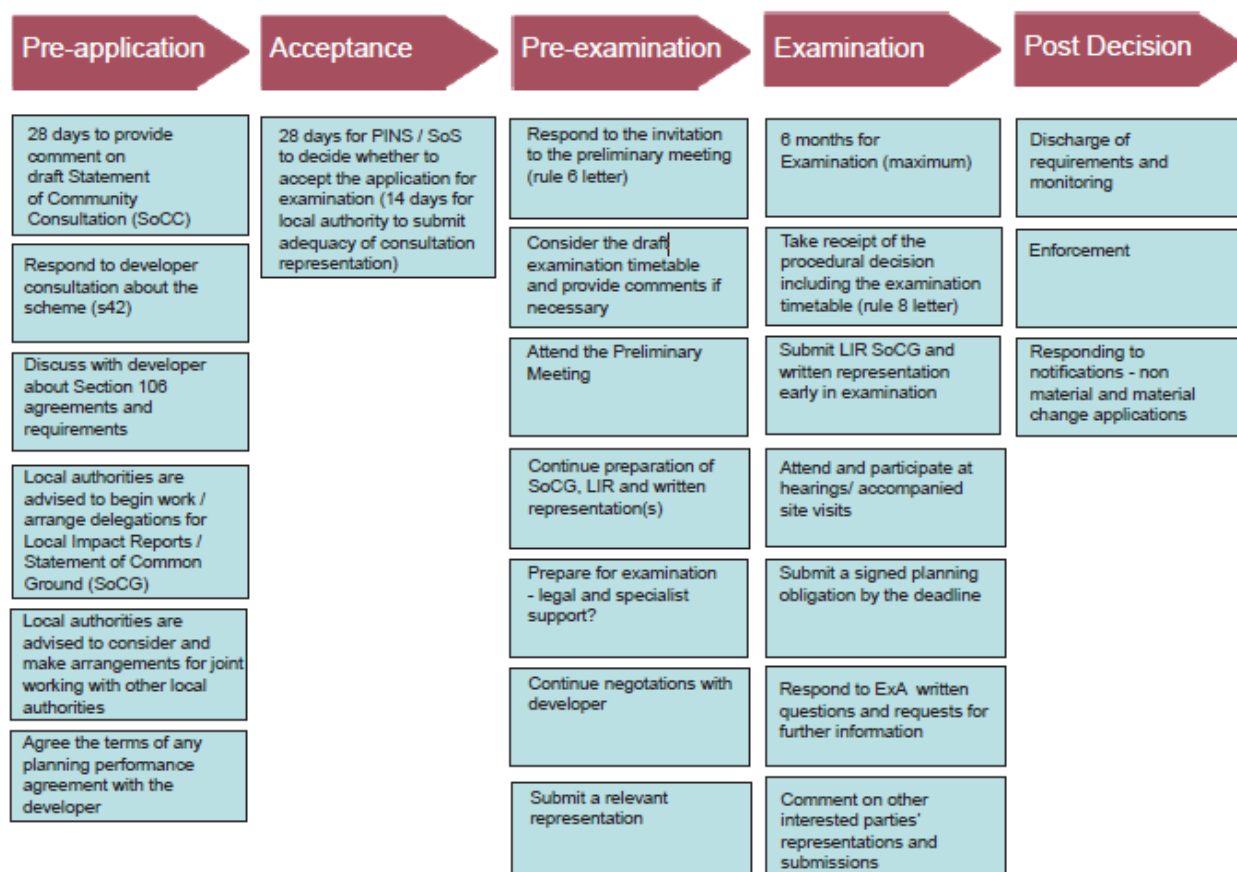 Pre-application
Acceptance
Pre-examination
Examination
Post Decision
28 days to provide
comment on
draft Statement
of Community
Consultation (SoCC)
Respond to developer
consultation about the
scheme (s42)
Discuss with developer
about Section 106
agreements and
requirements
Local authorities are
advised to begin work /
arrange delegations for
Local Impact Reports /
Statement of Common
Ground (SoCG)
Local authorities are
advised to consider and
make arrangements for joint
working with other local
authorities
Agree the terms of any
planning performance
agreement with the
developer
28 days for PINS / SoS
to decide whether to
accept the application for
examination (14 days for
local authority to submit
adequacy of consultation
representation)
Respond to the invitation
to the preliminary meeting
(rule 6 letter)
Consider the draft
examination timetable
and provide comments if
necessary
Attend the Preliminary
Meeting
Continue preparation of
SoCG, LIR and written
representation(s)
Prepare for examination
- legal and specialist
support?
Continue negotations with
developer
Submit a relevant
representation
6 months for
Examination (maximum)
Take receipt of the
procedural decision
including the examination
timetable (rule 8 letter)
Submit LIR SoCG and
written representation
early in examination
Attend and participate at
hearings/ accompanied
site visits
Submit a signed planning
obligation by the deadline
Respond to ExA written
questions and requests for
further information
Comment on other
interested parties'
representations and
submissions
Discharge of
requirements and
monitoring
Enforcement
Responding to
notifications - non
material and material
change applications